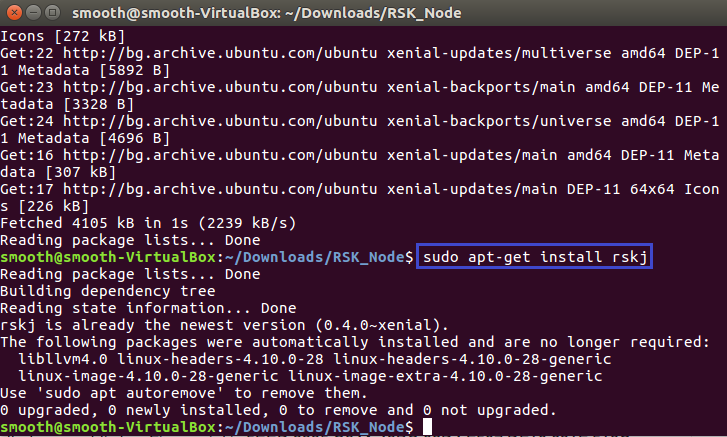 smooth@smooth-VirtualBox: ~/Downloads/RSK_Node
Icons [272 kB]
Get:22 http://bg.archive.ubuntu.com/ubuntu xenial-updates/multiverse amd64 DEP-1
1 Metadata [5892 B]
Get:23 http://bg.archive.ubuntu.com/ubuntu xenial-backports/main amd64 DEP-11 Me
tadata [3328 B]
Get:24 http://bg.archive.ubuntu.com/ubuntu xenial-backports/universe amd64 DEP-1
1 Metadata [4696 B]
Get:16 http://bg.archive.ubuntu.com/ubuntu xenial-updates/main amd64 DEP-11 Meta
data [307 kB]
Get:17 http://bg.archive.ubuntu.com/ubuntu xenial-updates/main DEP-11 64x64 Icon
s [226 kB]
Fetched 4105 kB in 1s (2239 kB/s)
Reading package lists... Done
smooth@smooth-VirtualBox:~/Downloads/RSK_Node$ sudo apt-get install rskj
Reading package lists... Done
Building dependency tree
Reading state information... Done
rskj is already the newest version (0.4.0~xenial).
The following packages were automatically installed and are no longer required:
  libllvm4.0 linux-headers-4.10.0-28 linux-headers-4.10.0-28-generic
  linux-image-4.10.0-28-generic linux-image-extra-4.10.0-28-generic
Use 'sudo apt autoremove' to remove them.
0 upgraded, 0 newly installed, 0 to remove and 0 not upgraded.
smooth@smooth-VirtualBox:~/Downloads/RSK_Node$